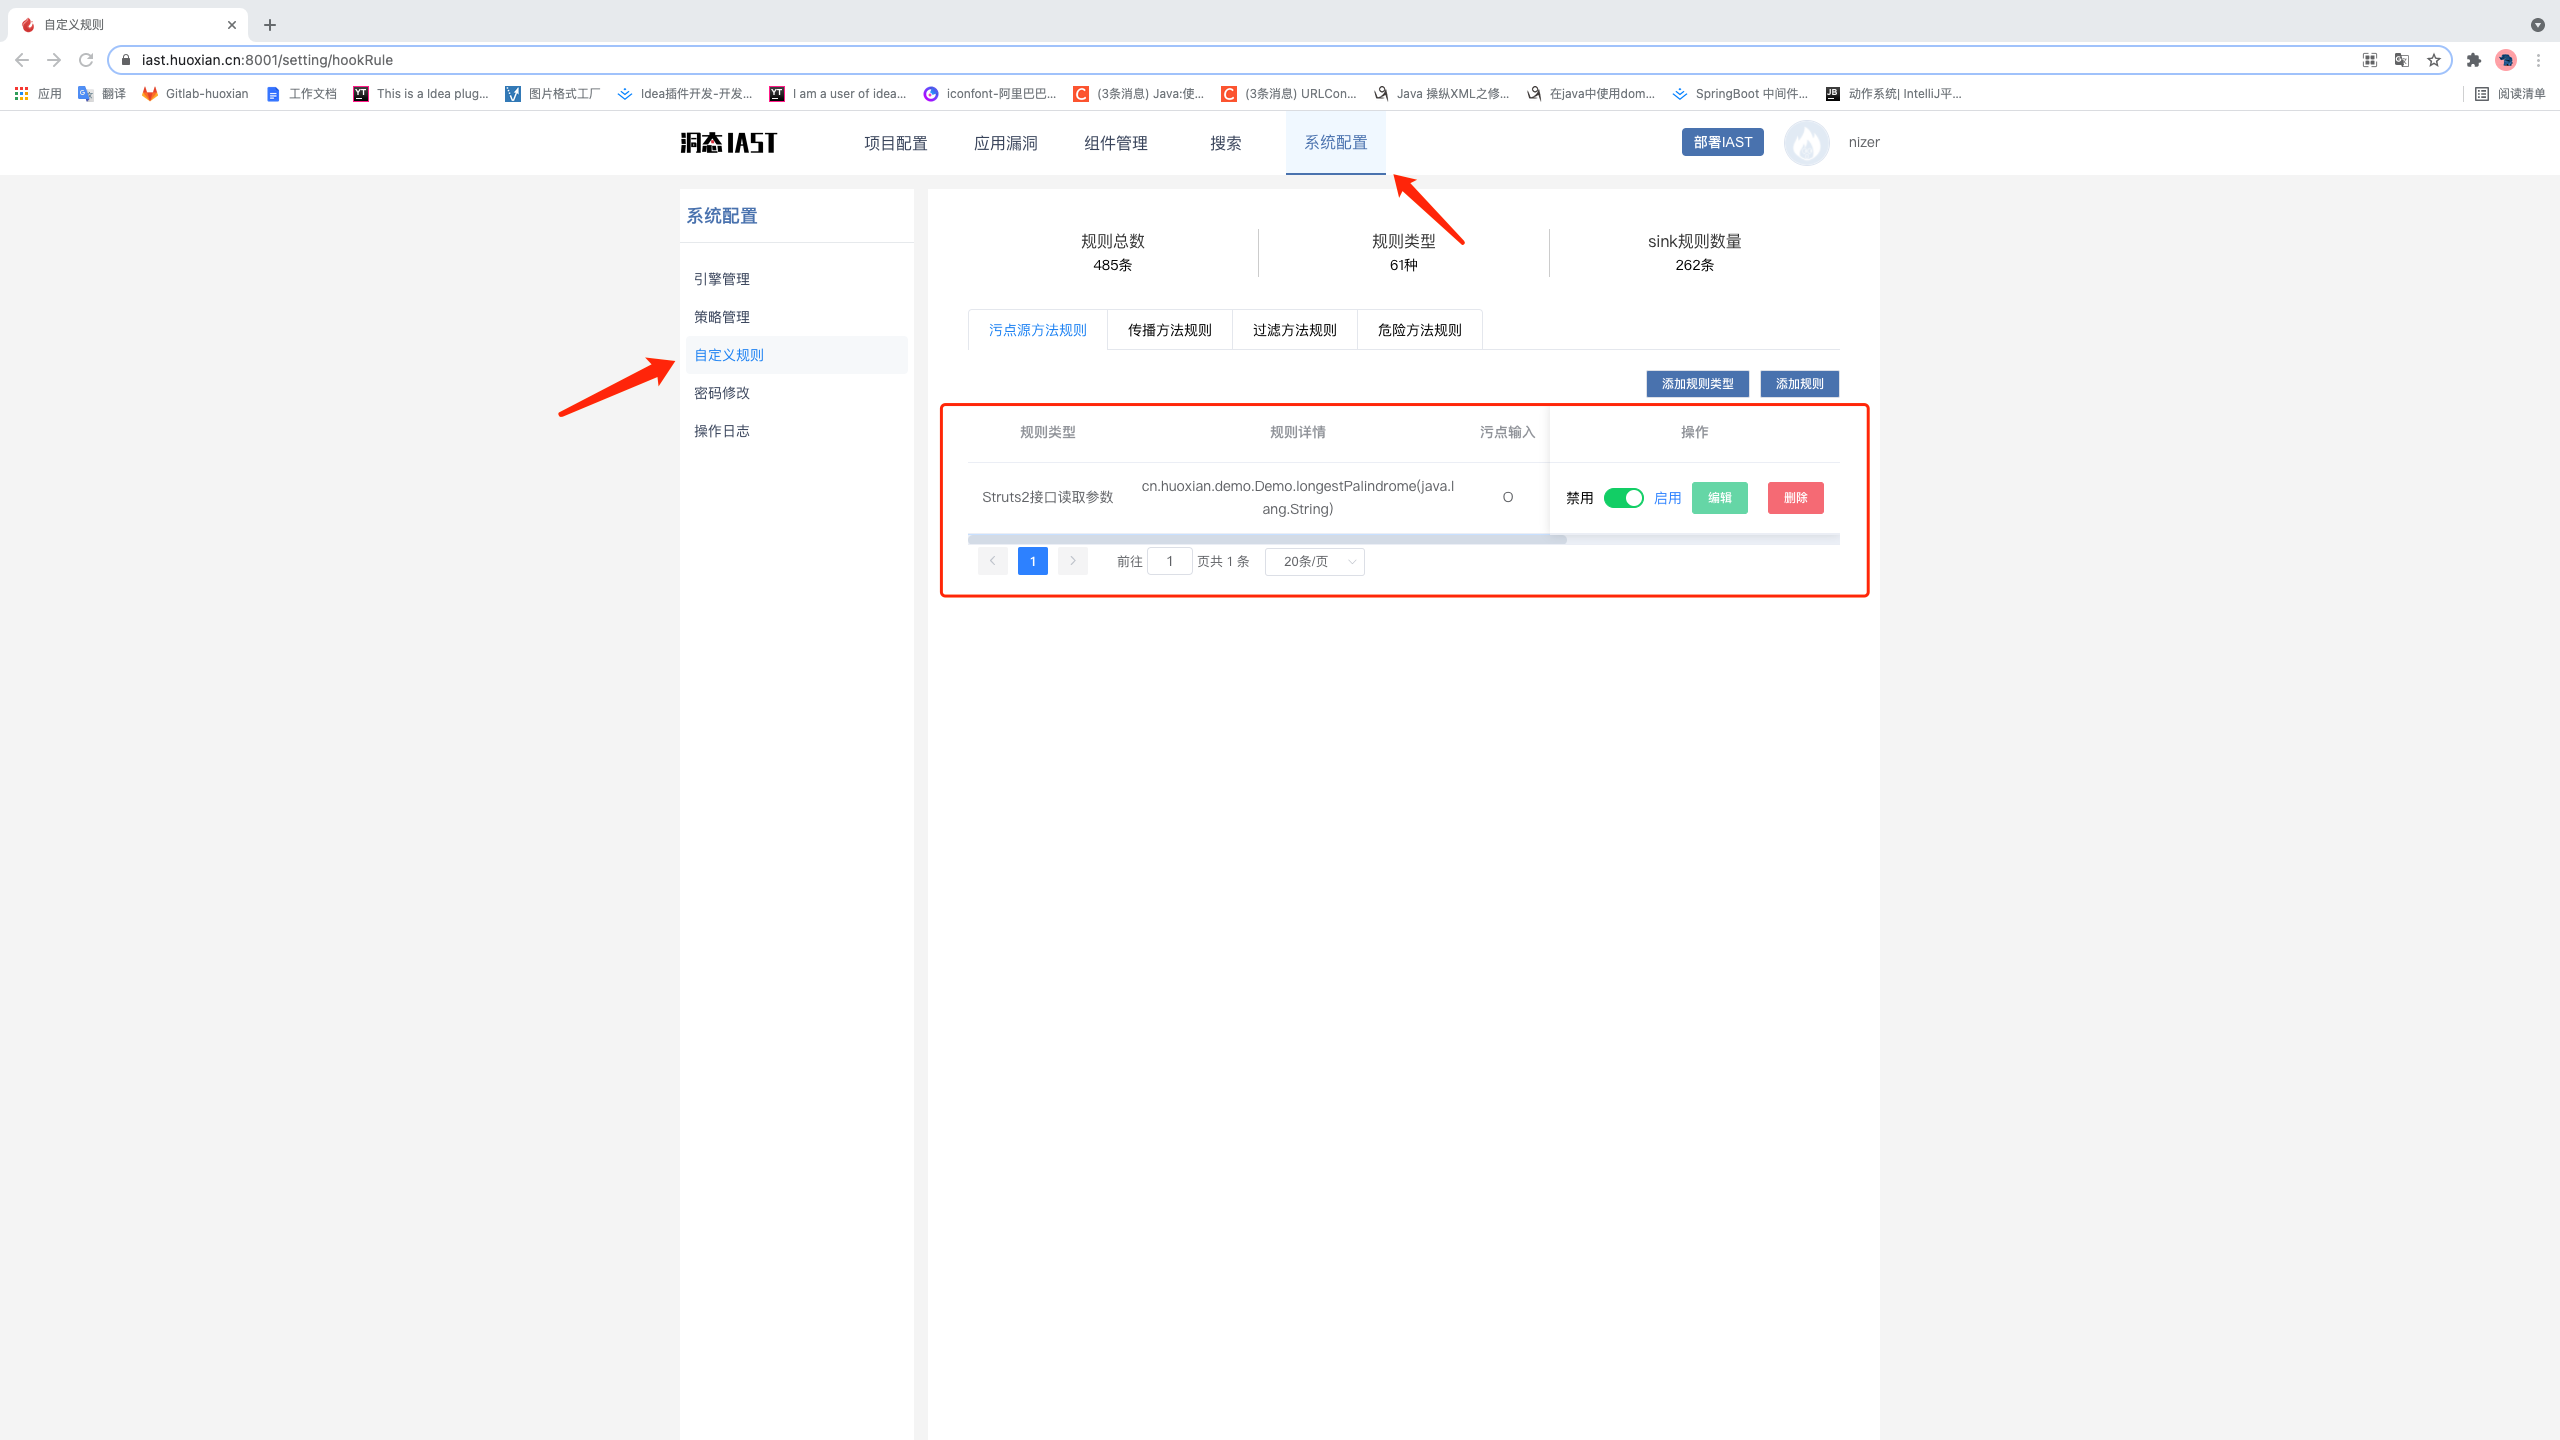 自定义规则
iast.huoxian.cn:8001/setting/hookRule
应用 翻译 Gitlab-huoxian 工作文档 This is a Idea plug... 图片格式工厂 Idea插件开发-开发... I am a user of idea... iconfont-阿里巴巴... (3条消息) Java:使... (3条消息) URLCon... Java 操纵XML之修... 在java中使用dom... SpringBoot 中间件... 动作系统| IntelliJ平... 阅读清单
洞态 IAST 项目配置 应用漏洞 组件管理 搜索 系统配置 部署IAST nizer
系统配置
引擎管理
策略管理
自定义规则
密码修改
操作日志
规则总数 规则类型 sink规则数量
485条 61种 262条
污点源方法规则 传播方法规则 过滤方法规则 危险方法规则
添加规则类型 添加规则
规则类型 规则详情 污点输入 操作
Struts2接口读取参数 cn.huoxian.demo.Demo.longestPalindrome(java.l
ang.String) O 禁用 启用 编辑 删除
1 前往 1 页共 1 条 20条/页